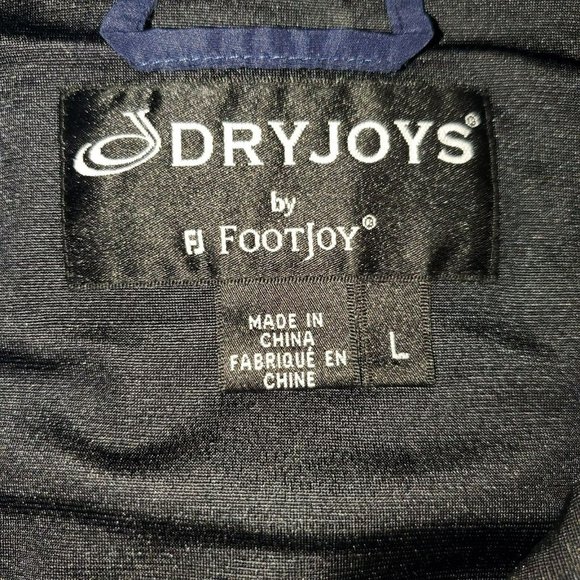 DRYJOYS®
by
FJ FOOTJOY®
MADE IN
CHINA
FABRIQUÉ EN
CHINE
L